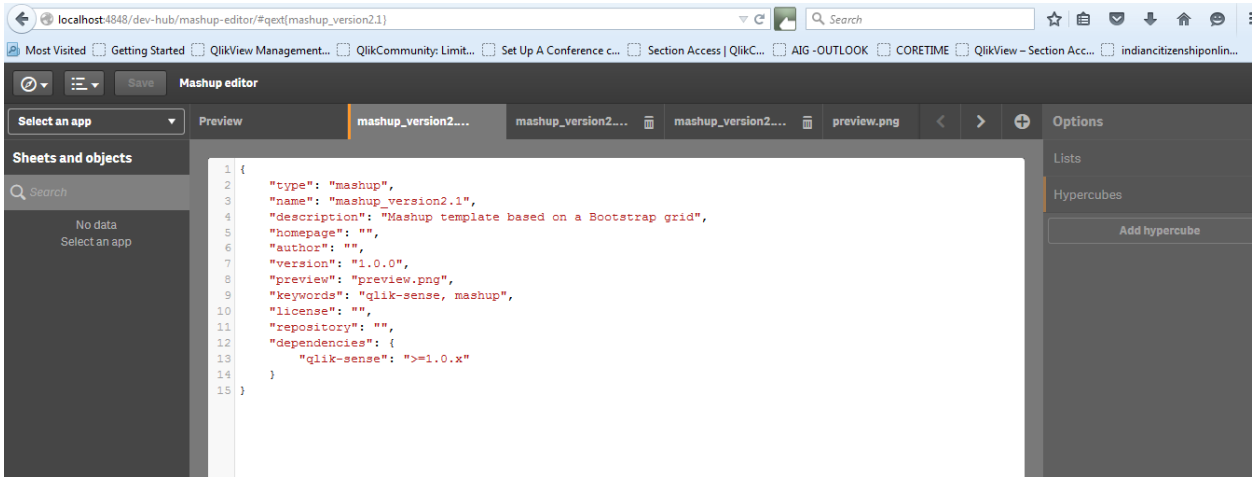 localhost:4848/dev-hub/mashup-editor/#qext{mashup_version2.1}
Search
Most Visited Getting Started QlikView Management... QlikCommunity: Limit... Set Up A Conference c... Section Access | QlikC... AIG -OUTLOOK CORETIME QlikView – Section Acc... indiancitizenshiponlin...
Save Mashup editor
Select an app Preview mashup_version2.... mashup_version2.... mashup_version2.... preview.png Options
Sheets and objects
Lists
Search
Hypercubes
No data
Select an app
Add hypercube
1 {
2 "type": "mashup",
3 "name": "mashup_version2.1",
4 "description": "Mashup template based on a Bootstrap grid",
5 "homepage": "",
6 "author": "",
7 "version": "1.0.0",
8 "preview": "preview.png",
9 "keywords": "qlik-sense, mashup",
10 "license": "",
11 "repository": "",
12 "dependencies": {
13 "qlik-sense": ">=1.0.x"
14 }
15 }